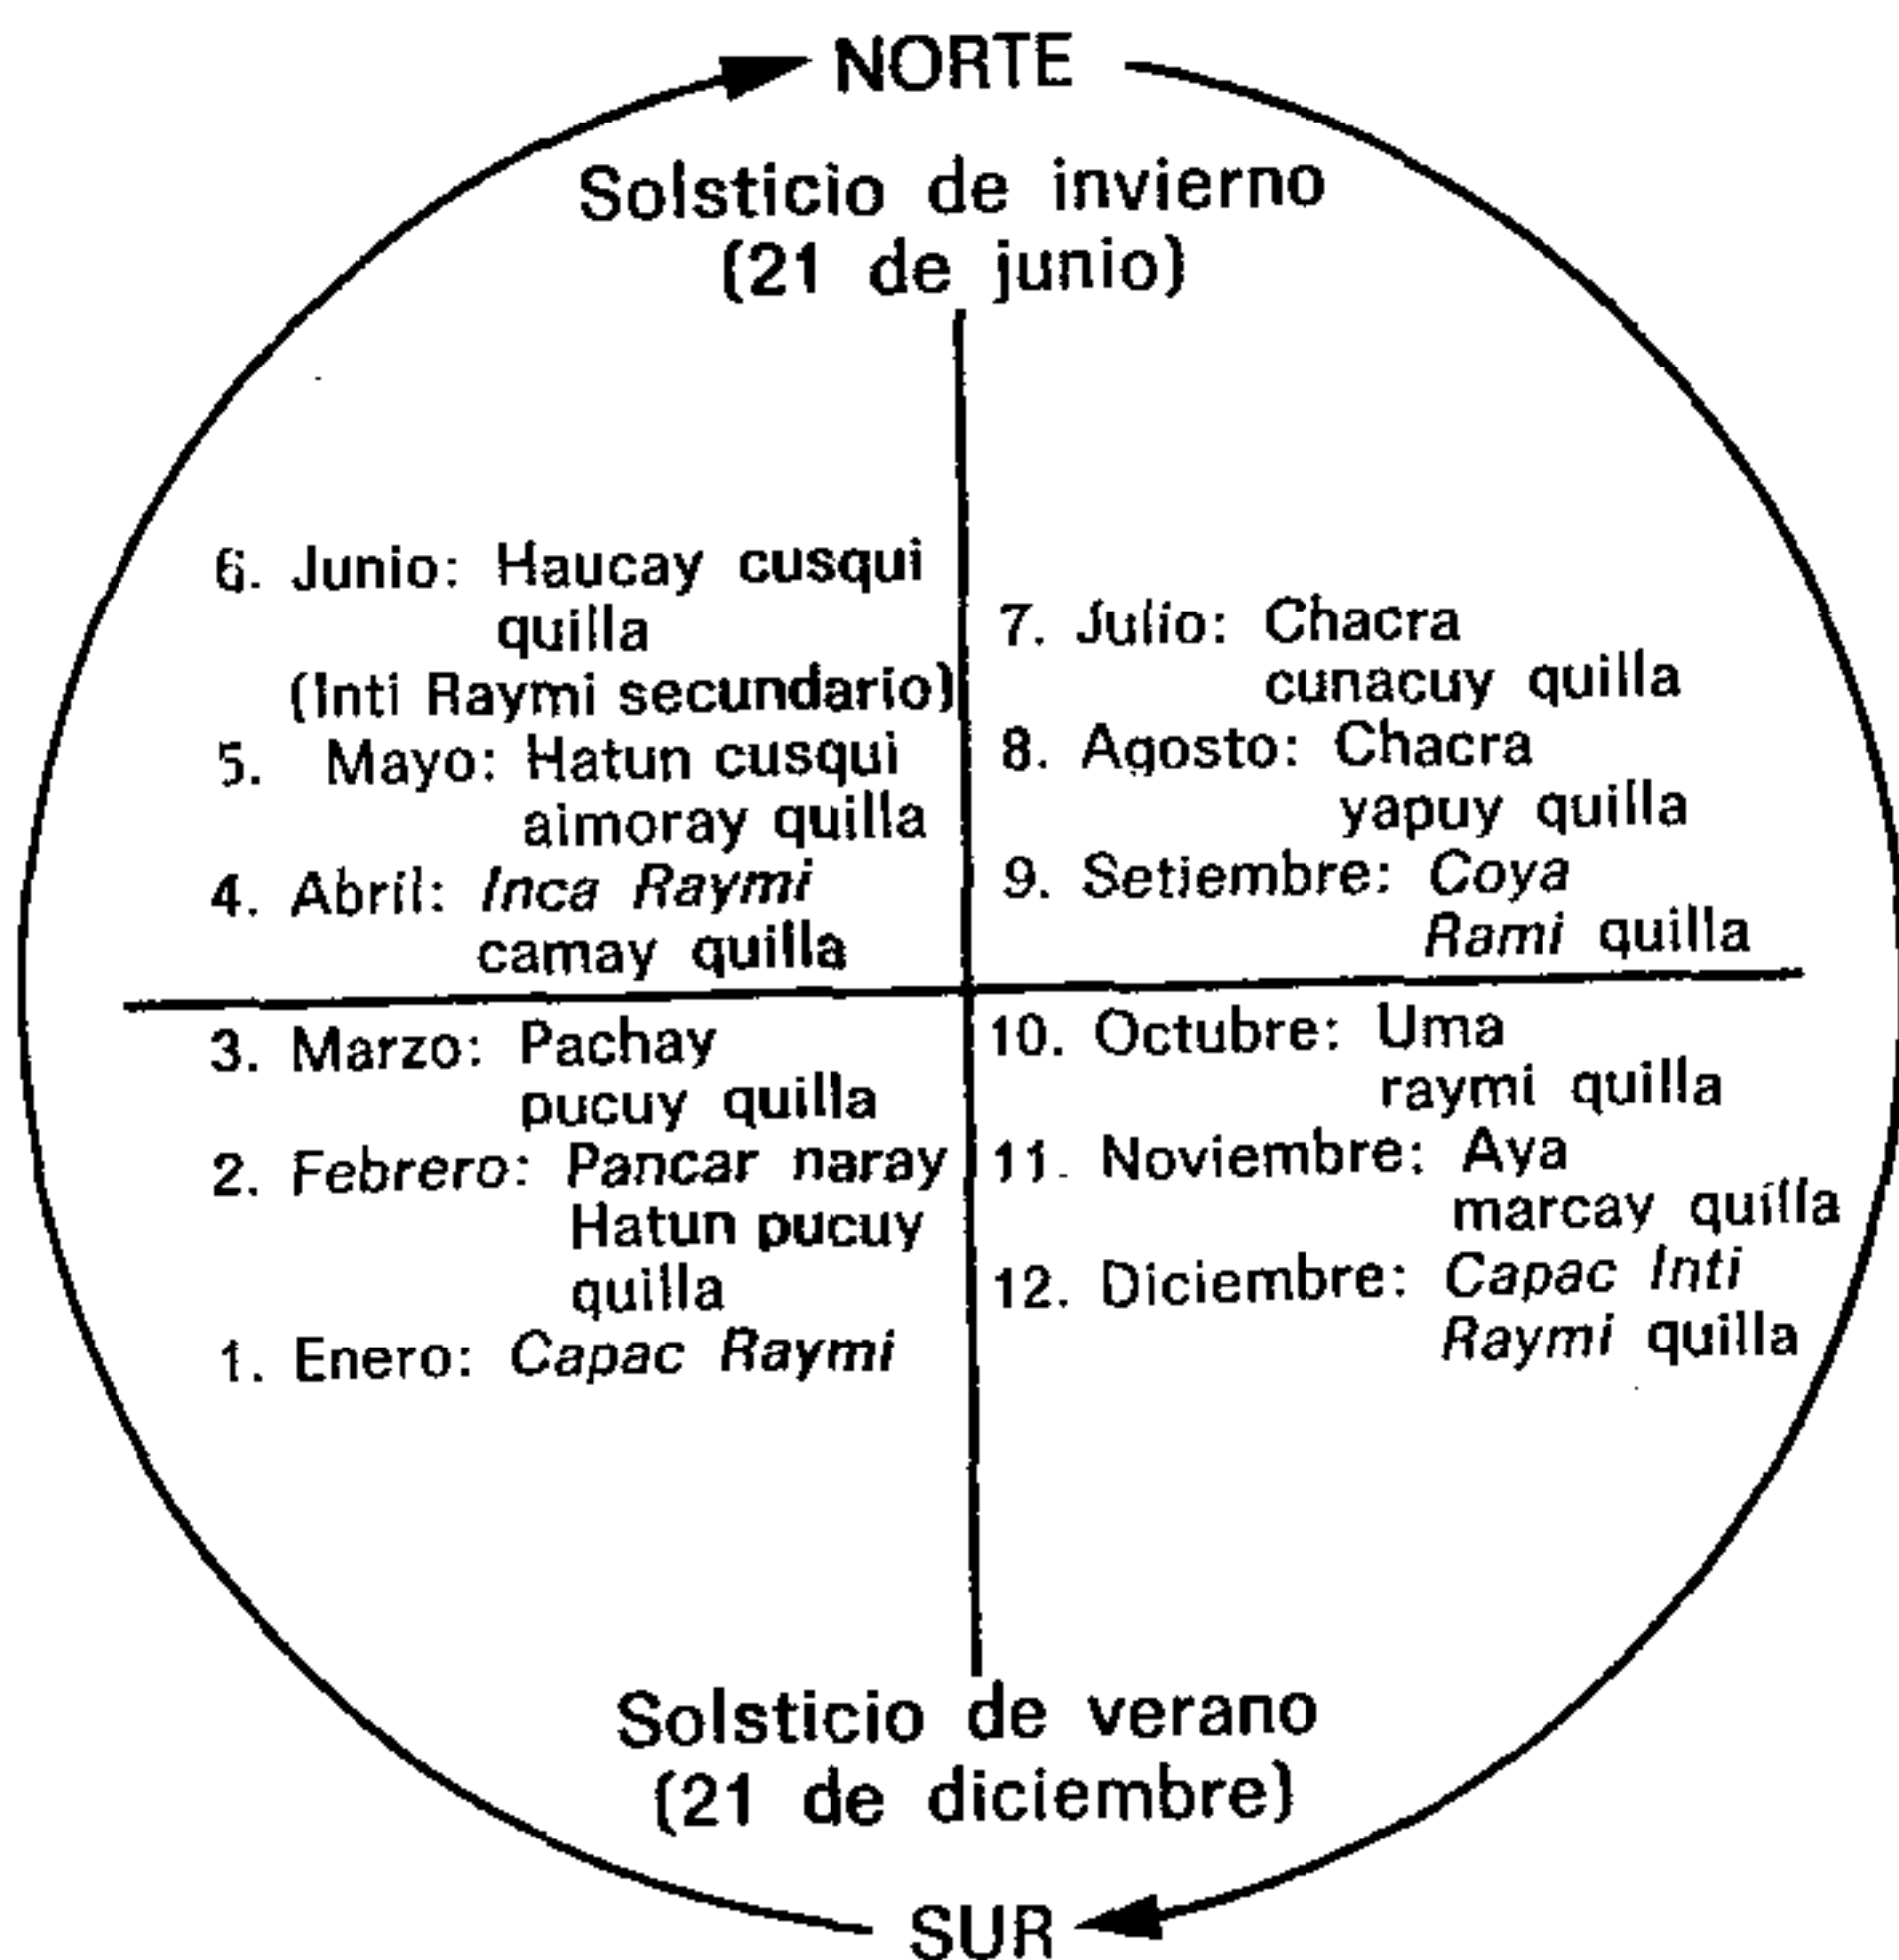 NORTE
Solsticio de invierno
(21 de junio)
6. Junio: Haucay cusqui
quilla
(Inti Raymi secundario)
5. Mayo: Hatun cusqui
aimoray quilla
4. Abril: Inca Raymi
camay quilla
3. Marzo: Pachay
pucuy quilla
2. Febrero: Pancar naray
Hatun pucuy
quilla
1. Enero: Capac Raymi
7. Julio: Chacra
cunacuy quilla
8. Agosto: Chacra
yapuy quilla
9. Setiembre: Coya
Rami quilla
10. Octubre: Uma
raymi quilla
11. Noviembre: Aya
marcay quilla
12. Diciembre: Capac Inti
Raymi quilla
Solsticio de verano
(21 de diciembre)
SUR